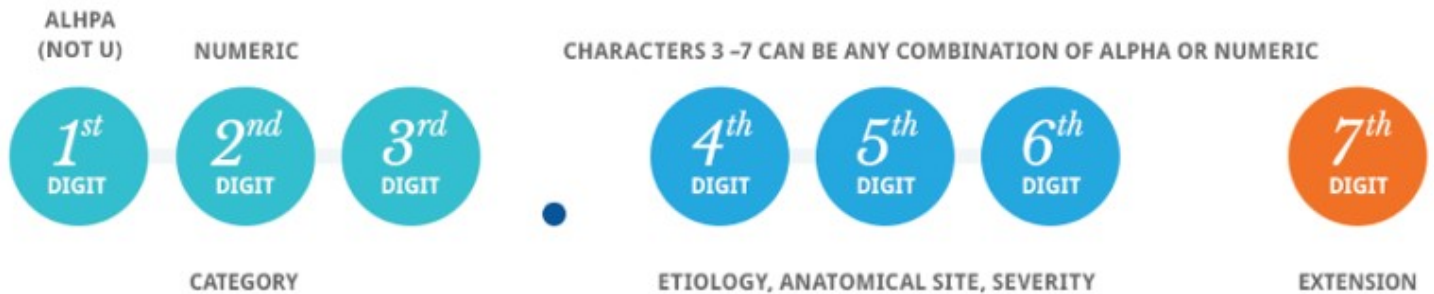 ALHPA
(NOT U)
NUMERIC
CHARACTERS 3 –7 CAN BE ANY COMBINATION OF ALPHA OR NUMERIC
1st
DIGIT
2nd
DIGIT
3rd
DIGIT
4th
DIGIT
5th
DIGIT
6th
DIGIT
7th
DIGIT
CATEGORY
ETIOLOGY, ANATOMICAL SITE, SEVERITY
EXTENSION